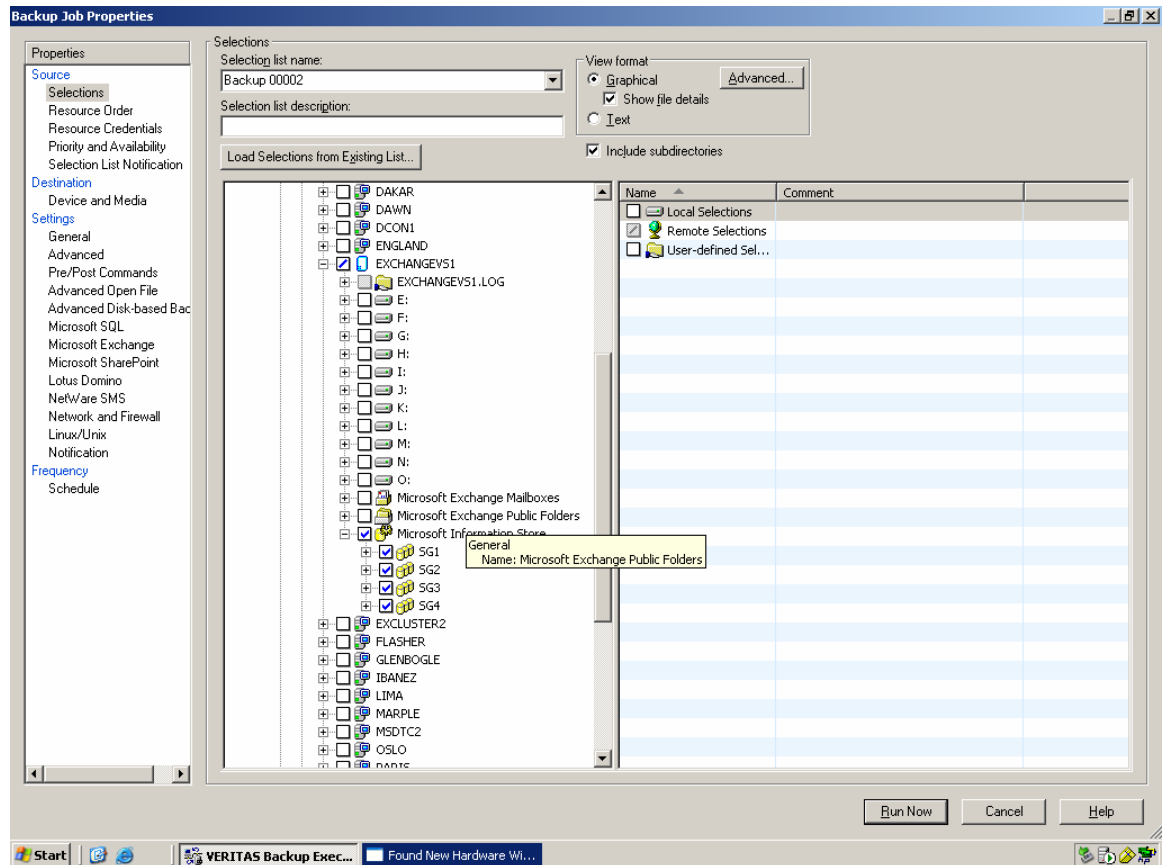 Backup Job Properties
Properties
Source
Selections
Resource Order
Resource Credentials
Priority and Availability
Selection List Notification
Destination
Device and Media
Settings
General
Advanced
Pre/Post Commands
Advanced Open File
Advanced Disk-based Bac
Microsoft SQL
Microsoft Exchange
Microsoft SharePoint
Lotus Domino
NetWare SMS
Network and Firewall
Linux/Unix
Notification
Frequency
Schedule
Selections
Selection list name:
Backup 00002
Selection list description:
Load Selections from Existing List...
View format
Graphical
Advanced...
Show file details
Text
Include subdirectories
DAKAR
DAWN
DCON1
ENGLAND
EXCHANGEVS1
EXCHANGEVS1.LOG
E:
F:
G:
H:
I:
J:
K:
L:
M:
N:
O:
Microsoft Exchange Mailboxes
Microsoft Exchange Public Folders
Microsoft Information Store
General
Name: Microsoft Exchange Public Folders
SG1
SG2
SG3
SG4
EXCLUSTER2
FLASHER
GLENBOGLE
IBANEZ
LIMA
MARPLE
MSDTC2
OSLO
PARIS
Name Comment
Local Selections
Remote Selections
User-defined Sel...
Run Now Cancel Help
Start VERITAS Backup Exec... Found New Hardware Wi...